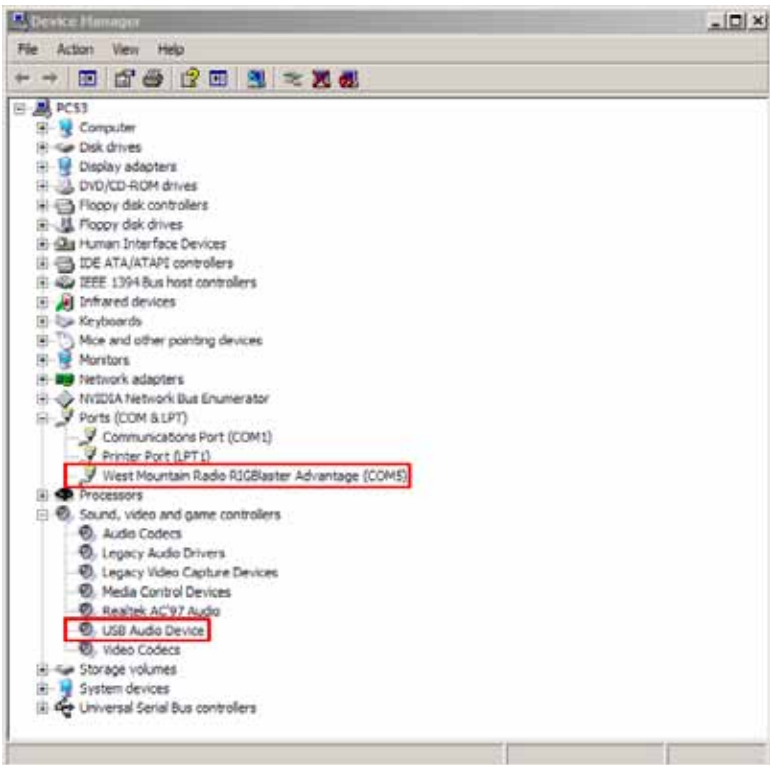 Device Manager
File Action View Help
PC53
Computer
Disk drives
Display adapters
DVD/CD-ROM drives
Floppy disk controllers
Floppy disk drives
Human Interface Devices
IDE ATA/ATAPI controllers
IEEE 1394 Bus host controllers
Infrared devices
Keyboards
Mice and other pointing devices
Monitors
Network adapters
NVIDIA Network Bus Enumerator
Ports (COM & LPT)
Communications Port (COM1)
Printer Port (LPT1)
West Mountain Radio RIGBlaster Advantage (COM5)
Processors
Sound, video and game controllers
Audio Codecs
Legacy Audio Drivers
Legacy Video Capture Devices
Media Control Devices
Realtek AC'97 Audio
USB Audio Device
Video Codecs
Storage volumes
System devices
Universal Serial Bus controllers